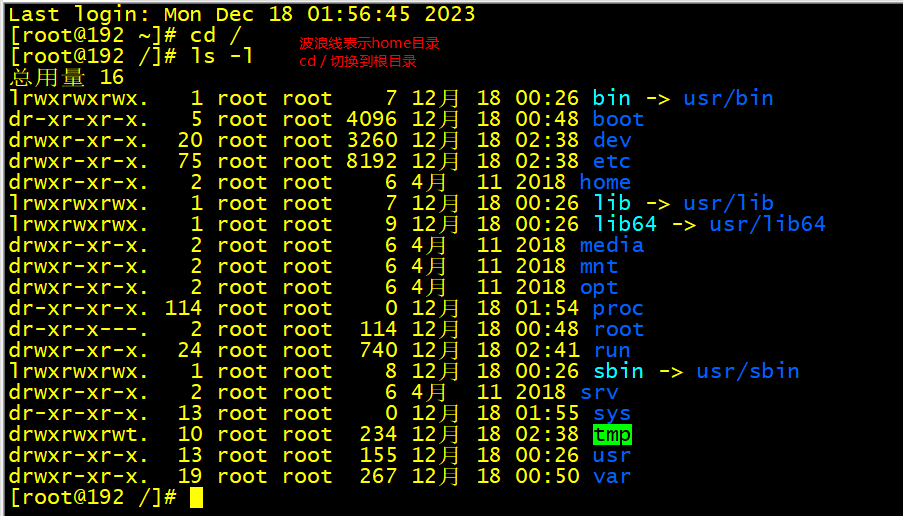 Last login: Mon Dec 18 01:56:45 2023
[root@192 ~]# cd /
波浪线表示home目录
[root@192 /]# ls -l
cd / 切换到根目录
总用量 16
lrwxrwxrwx.   1 root root    7 12月 18 00:26 bin -> usr/bin
dr-xr-xr-x.   5 root root 4096 12月 18 00:48 boot
drwxr-xr-x.  20 root root 3260 12月 18 02:38 dev
drwxr-xr-x.  75 root root 8192 12月 18 02:38 etc
drwxr-xr-x.   2 root root    6 4月  11 2018 home
lrwxrwxrwx.   1 root root    7 12月 18 00:26 lib -> usr/lib
lrwxrwxrwx.   1 root root    9 12月 18 00:26 lib64 -> usr/lib64
drwxr-xr-x.   2 root root    6 4月  11 2018 media
drwxr-xr-x.   2 root root    6 4月  11 2018 mnt
drwxr-xr-x.   2 root root    6 4月  11 2018 opt
dr-xr-xr-x. 114 root root    0 12月 18 01:54 proc
dr-xr-x---.   2 root root  114 12月 18 00:48 root
drwxr-xr-x.  24 root root  740 12月 18 02:41 run
lrwxrwxrwx.   1 root root    8 12月 18 00:26 sbin -> usr/sbin
drwxr-xr-x.   2 root root    6 4月  11 2018 srv
dr-xr-xr-x.  13 root root    0 12月 18 01:55 sys
drwxrwxrwt.  10 root root  234 12月 18 02:38 tmp
drwxr-xr-x.  13 root root  155 12月 18 00:26 usr
drwxr-xr-x.  19 root root  267 12月 18 00:50 var
[root@192 /]#